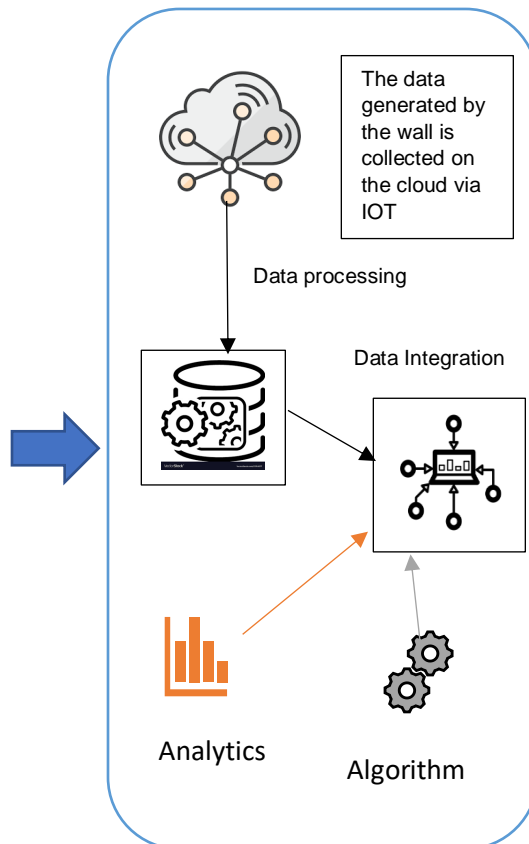 The data
generated by
the wall is
collected on
the cloud via
IOT
Data processing
Data Integration
VectorStock
Analytics
Algorithm